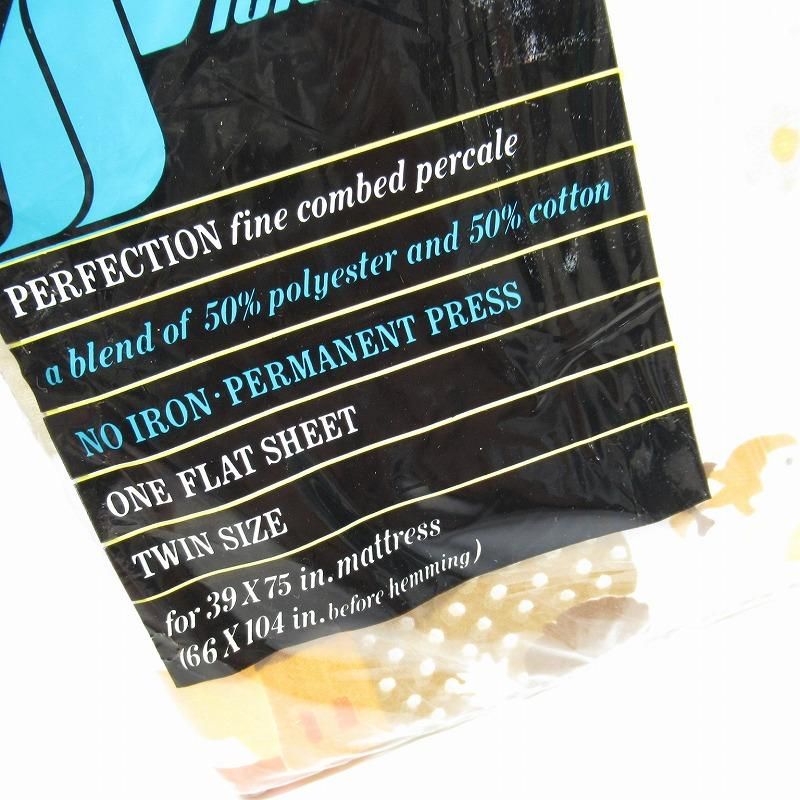 PERFECTION fine combed percale
a blend of 50% polyester and 50% cotton
NO IRON · PERMANENT PRESS
ONE FLAT SHEET
TWIN SIZE
for 39 X 75 in. mattress
(66 X 104 in. before hemming)